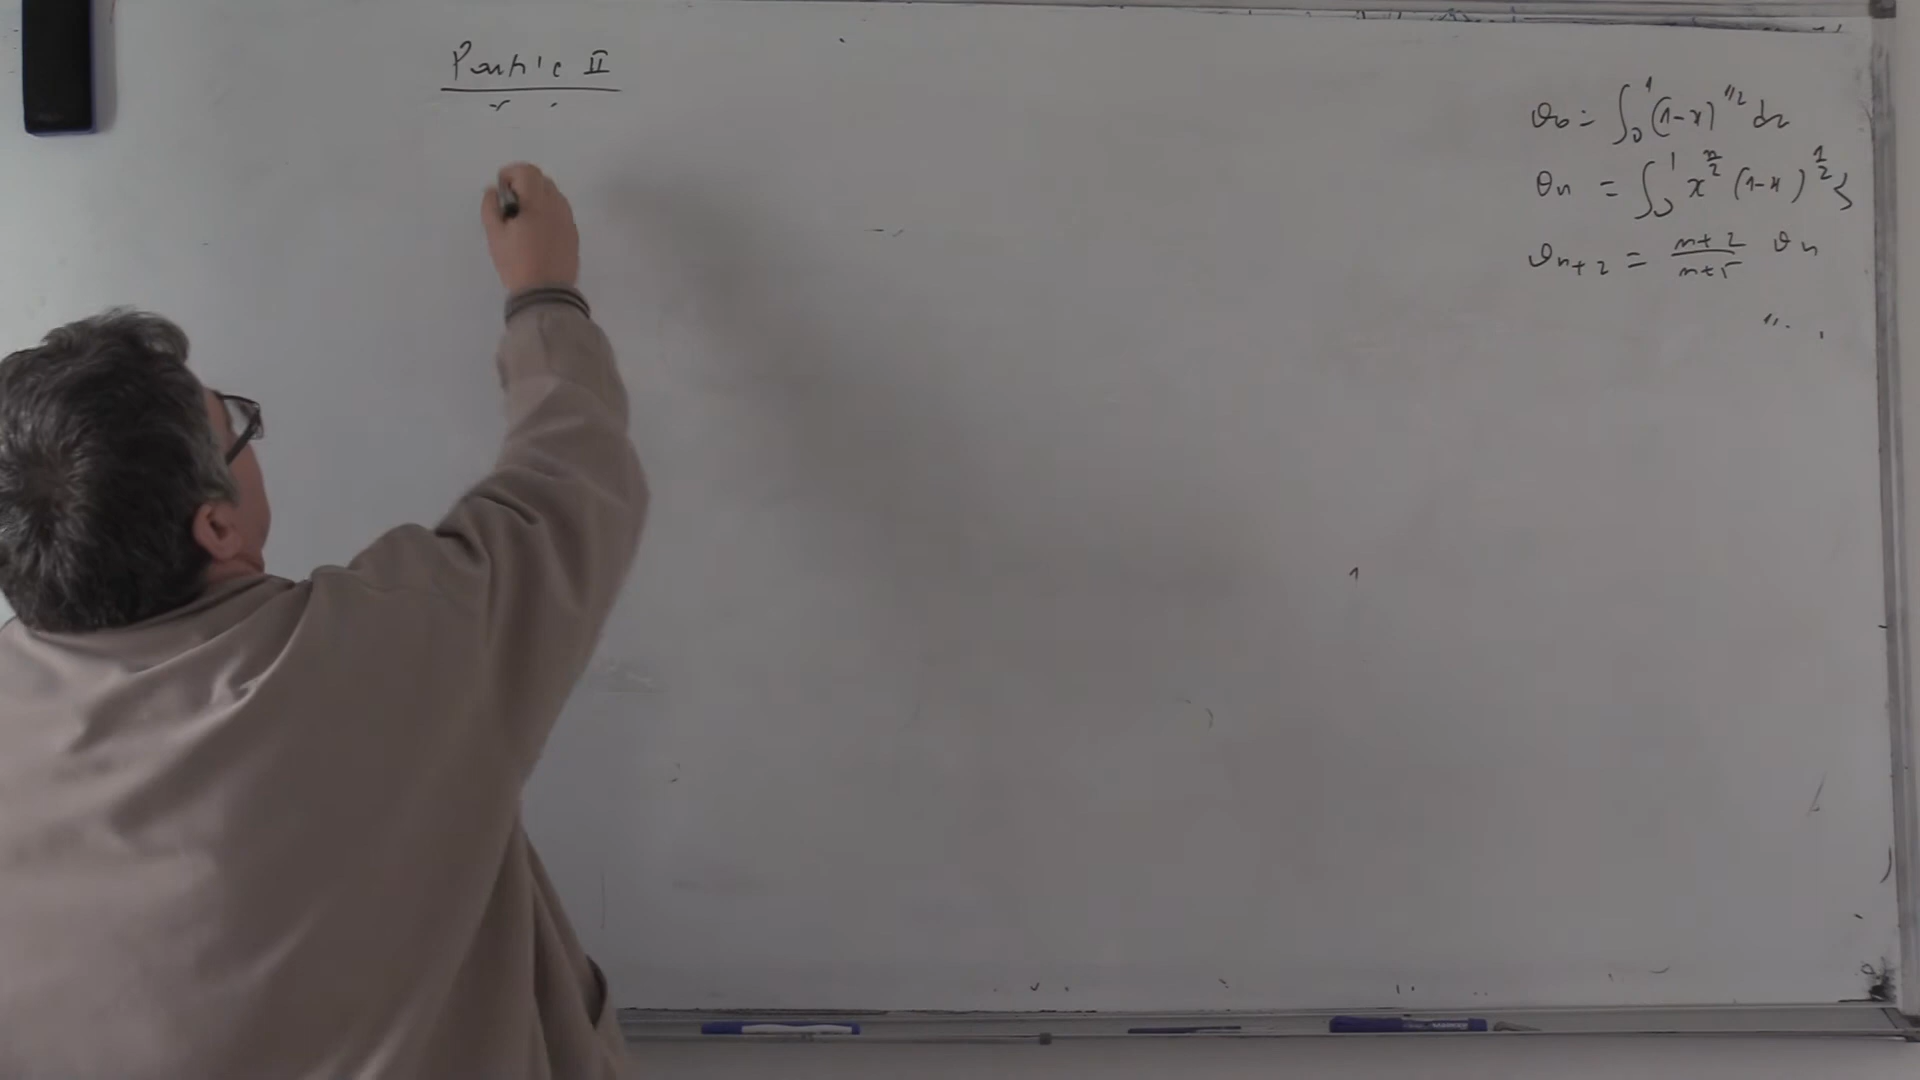 Partie II
θ₀ = ∫₀¹ (1-x)^{1/2} dx
θn = ∫₀¹ x^{n/2} (1-x)^{1/2}
θn+2 = \frac{n+2}{n+5} θn